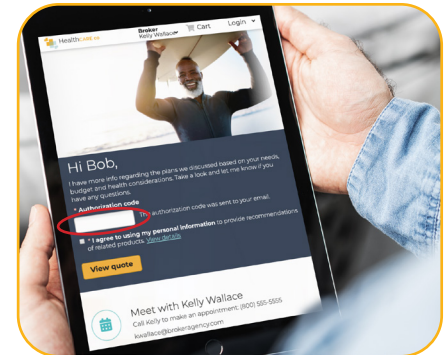 HealthCARE.co
Broker
Kelly Wallace
Cart
Login
Hi Bob,
I have more info regarding the plans we discussed based on your needs,
budget and health considerations. Take a look and let me know if you
have any questions.
* Authorization code
The authorization code was sent to your email.
* I agree to using my personal information to provide recommendations
of related products. View details
View quote
Meet with Kelly Wallace
Call Kelly to make an appointment: (800) 555-5555
kwallace@brokeragency.com